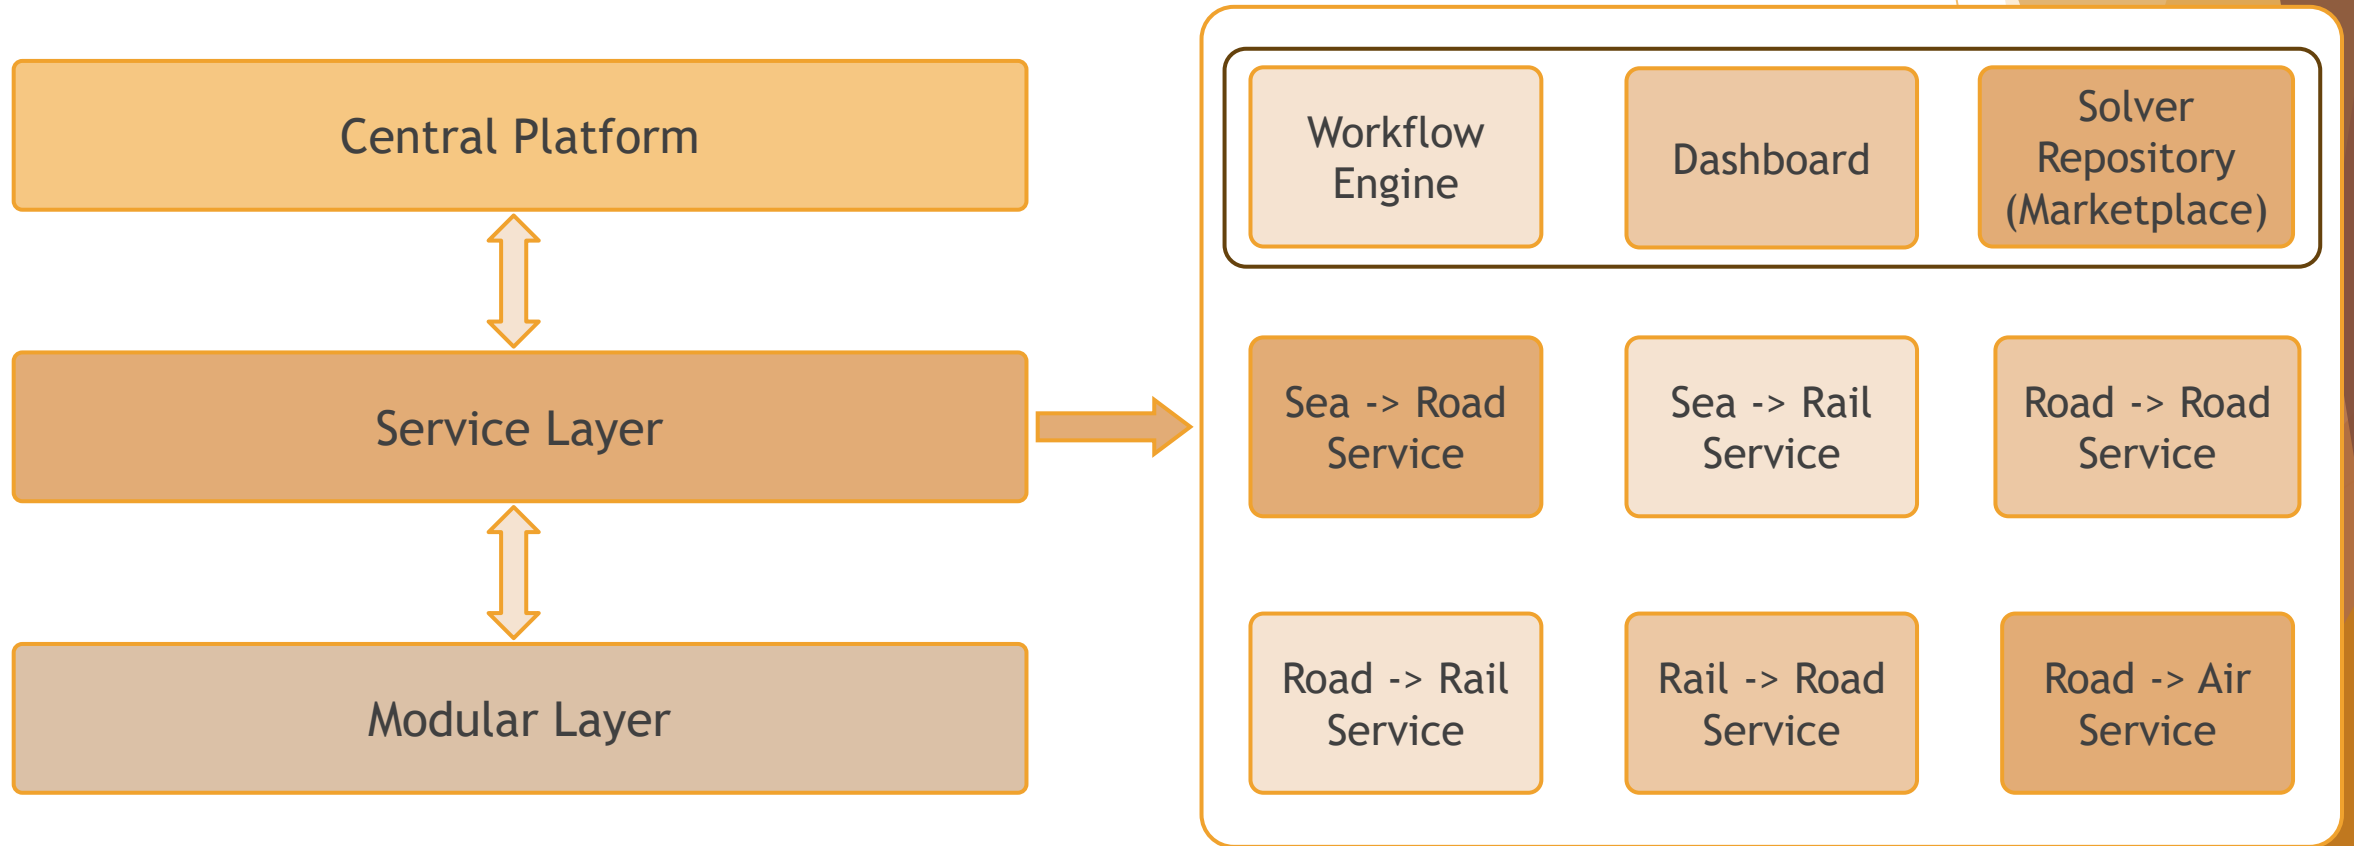 Central Platform
Service Layer
Modular Layer
Workflow
Engine
Dashboard
Solver
Repository
(Marketplace)
Sea -> Road
Service
Sea -> Rail
Service
Road -> Road
Service
Road -> Rail
Service
Rail -> Road
Service
Road -> Air
Service